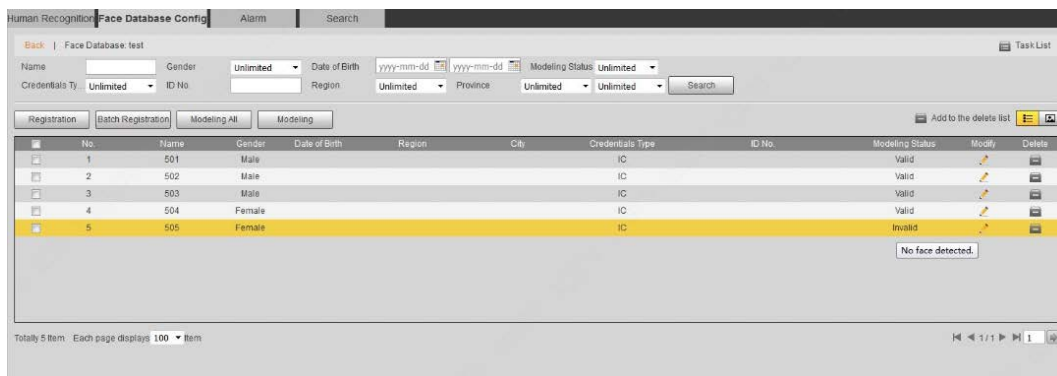 Human Recognition Face Database Config Alarm Search
Back | Face Database: test Task List
Name Gender Unlimited Date of Birth yyyy-mm-dd yyyy-mm-dd Modeling Status Unlimited
Credentials Ty... Unlimited ID No. Region Unlimited Province Unlimited Unlimited Search
Registration Batch Registration Modeling All Modeling Add to the delete list
No. Name Gender Date of Birth Region City Credentials Type ID No. Modeling Status Modify Delete
1 501 Male IC Valid
2 502 Male IC Valid
3 503 Male IC Valid
4 504 Female IC Valid
5 505 Female IC Invalid
No face detected.
Totally 5 Item Each page displays 100 Item 1/1 1